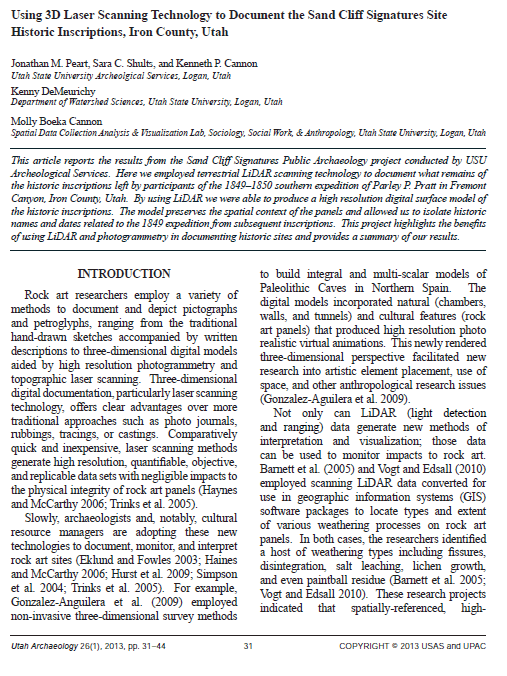 Using 3D Laser Scanning Technology to Document the Sand Cliff Signatures Site
Historic Inscriptions, Iron County, Utah
Jonathan M. Peart, Sara C. Shults, and Kenneth P. Cannon
Utah State University Archeolgical Services, Logan, Utah
Kenny DeMeurichy
Department of Watershed Sciences, Utah State University, Logan, Utah
Molly Boeka Cannon
Spatial Data Collection Analysis & Visualization Lab, Sociology, Social Work, & Anthropology, Utah State University, Logan, Utah
This article reports the results from the Sand Cliff Signatures Public Archaeology project conducted by USU
Archeological Services. Here we employed terrestrial LiDAR scanning technology to document what remains of
the historic inscriptions left by participants of the 1849–1850 southern expedition of Parley P. Pratt in Fremont
Canyon, Iron County, Utah. By using LiDAR we were able to produce a high resolution digital surface model of
the historic inscriptions. The model preserves the spatial context of the panels and allowed us to isolate historic
names and dates related to the 1849 expedition from subsequent inscriptions. This project highlights the benefits
of using LiDAR and photogrammetry in documenting historic sites and provides a summary of our results.
INTRODUCTION
Rock art researchers employ a variety of
methods to document and depict pictographs
and petroglyphs, ranging from the traditional
hand-drawn sketches accompanied by written
descriptions to three-dimensional digital models
aided by high resolution photogrammetry and
topographic laser scanning. Three-dimensional
digital documentation, particularly laser scanning
technology, offers clear advantages over more
traditional approaches such as photo journals,
rubbings, tracings, or castings. Comparatively
quick and inexpensive, laser scanning methods
generate high resolution, quantifiable, objective,
and replicable data sets with negligible impacts to
the physical integrity of rock art panels (Haynes
and McCarthy 2006; Trinks et al. 2005).
Slowly, archaeologists and, notably, cultural
resource managers are adopting these new
technologies to document, monitor, and interpret
rock art sites (Eklund and Fowles 2003; Haines
and McCarthy 2006; Hurst et al. 2009; Simpson
et al. 2004; Trinks et al. 2005). For example,
Gonzalez-Anguilera et al. (2009) employed
non-invasive three-dimensional survey methods
to build integral and multi-scalar models of
Paleolithic Caves in Northern Spain. The
digital models incorporated natural (chambers,
walls, and tunnels) and cultural features (rock
art panels) that produced high resolution photo
realistic virtual animations. This newly rendered
three-dimensional perspective facilitated new
research into artistic element placement, use of
space, and other anthropological research issues
(Gonzalez-Aguilera et al. 2009).
Not only can LiDAR (light detection
and ranging) data generate new methods of
interpretation and visualization; those data
can be used to monitor impacts to rock art.
Barnett et al. (2005) and Vogt and Edsall (2010)
employed scanning LiDAR data converted for
use in geographic information systems (GIS)
software packages to locate types and extent
of various weathering processes on rock art
panels. In both cases, the researchers identified
a host of weathering types including fissures,
disintegration, salt leaching, lichen growth,
and even paintball residue (Barnett et al. 2005;
Vogt and Edsall 2010). These research projects
indicated that spatially-referenced, high-
Utah Archaeology 26(1), 2013, pp. 31–44
31
COPYRIGHT © 2013 USAS and UPAC